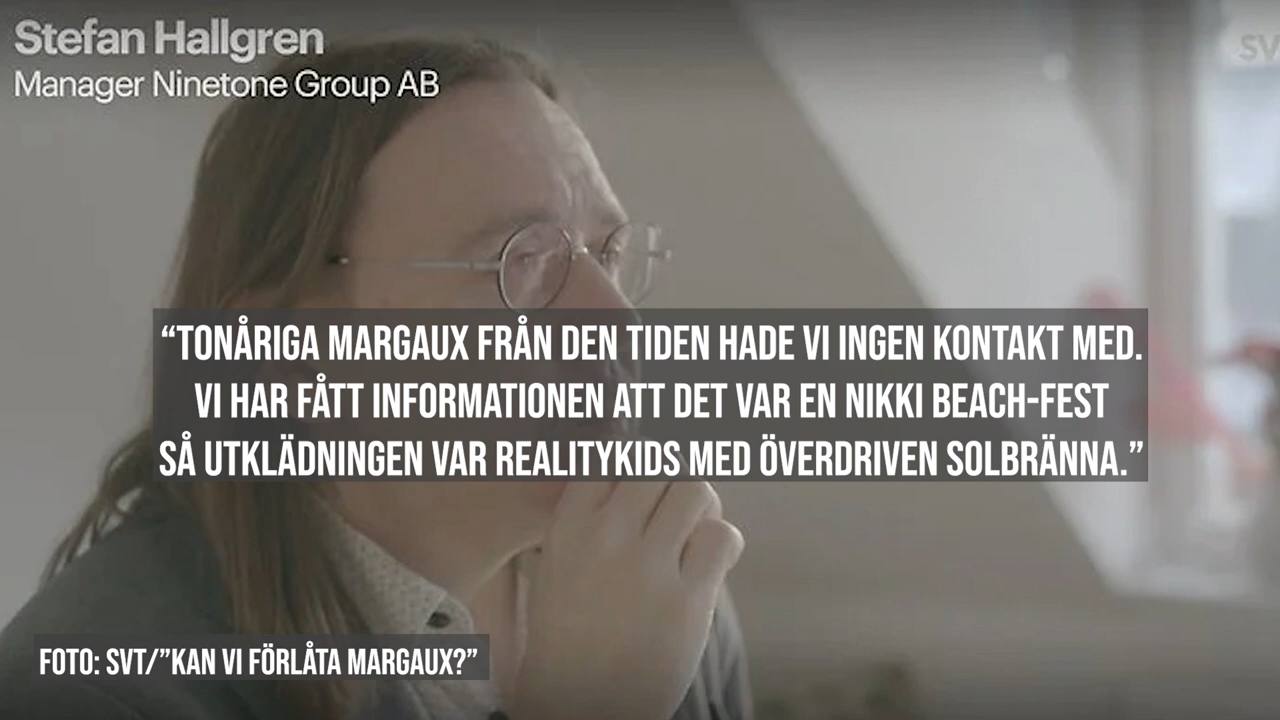 Stefan Hallgren
Manager Ninetone Group AB
SV
“TONÅRIGA MARGAUX FRÅN DEN TIDEN HADE VI INGEN KONTAKT MED.
VI HAR FÅTT INFORMATIONEN ATT DET VAR EN NIKKI BEACH-FEST
SÅ UTKLÄDNINGEN VAR REALITYKIDS MED ÖVERDRIVEN SOLBRÄNNA.”
FOTO: SVT/”KAN VI FÖRLÅTA MARGAUX?”